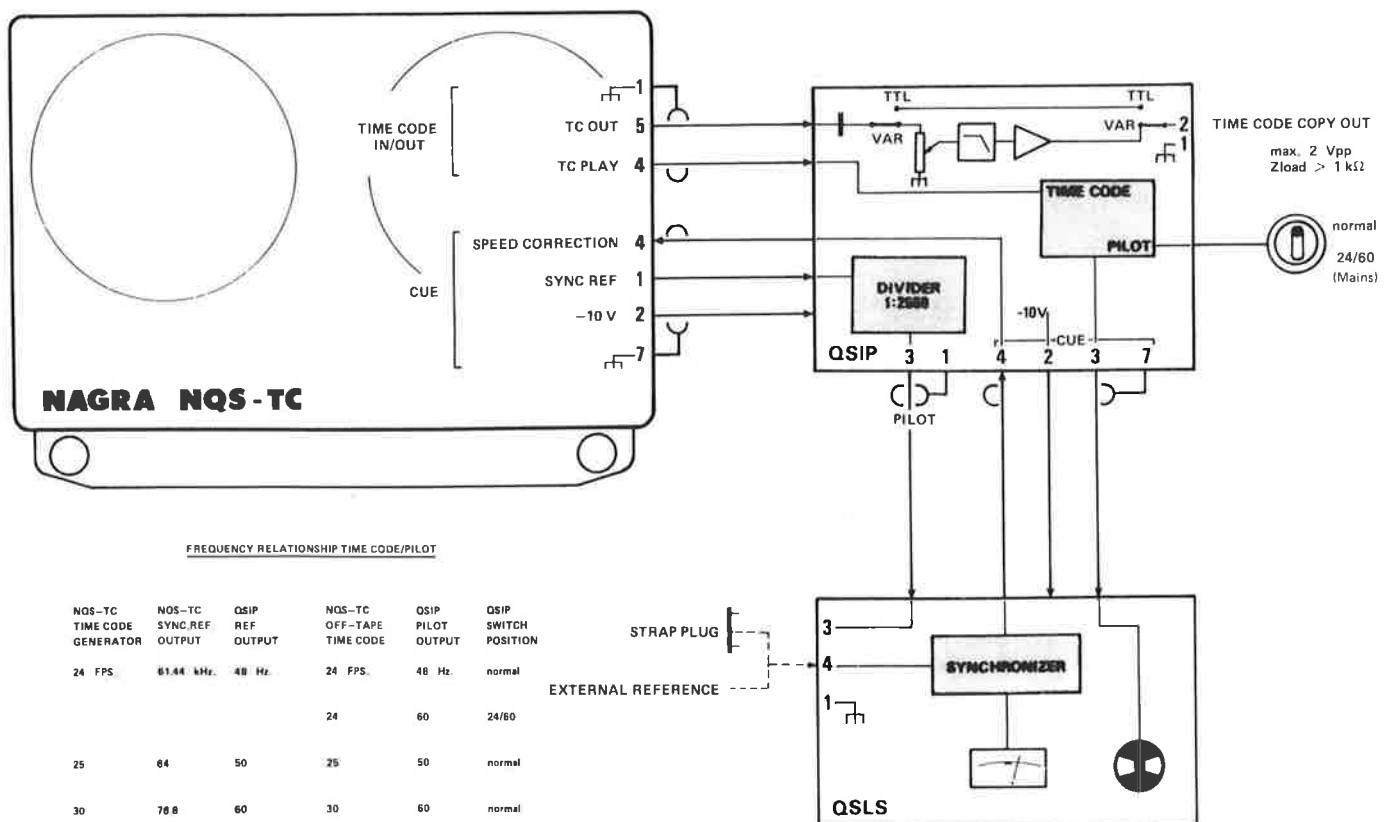 TIME CODE
IN/OUT
1
TC OUT 5
TC PLAY 4
CUE
SPEED CORRECTION 4
SYNC REF 1
-10 V 2
7
NAGRA NQS-TC
TTL TTL
VAR VAR 2
1
TIME CODE
PILOT
DIVIDER
-10V
CUE
QSIP 3 1 4 2 3 7
PILOT
TIME CODE COPY OUT
max. 2 Vpp
Zload > 1 kΩ
normal
24/60
(Mains)
STRAP PLUG
EXTERNAL REFERENCE
3
4
1
SYNCHRONIZER
QSLS
FREQUENCY RELATIONSHIP TIME CODE/PILOT
NQS-TC NQS-TC QSIP NQS-TC QSIP QSIP
TIME CODE SYNC.REF REF OFF-TAPE PILOT SWITCH
GENERATOR OUTPUT OUTPUT TIME CODE OUTPUT POSITION
24 FPS. 61.44 kHz. 48 Hz. 24 FPS. 48 Hz. normal
24 60 24/60
25 64 50 25 50 normal
30 76.8 60 30 60 normal